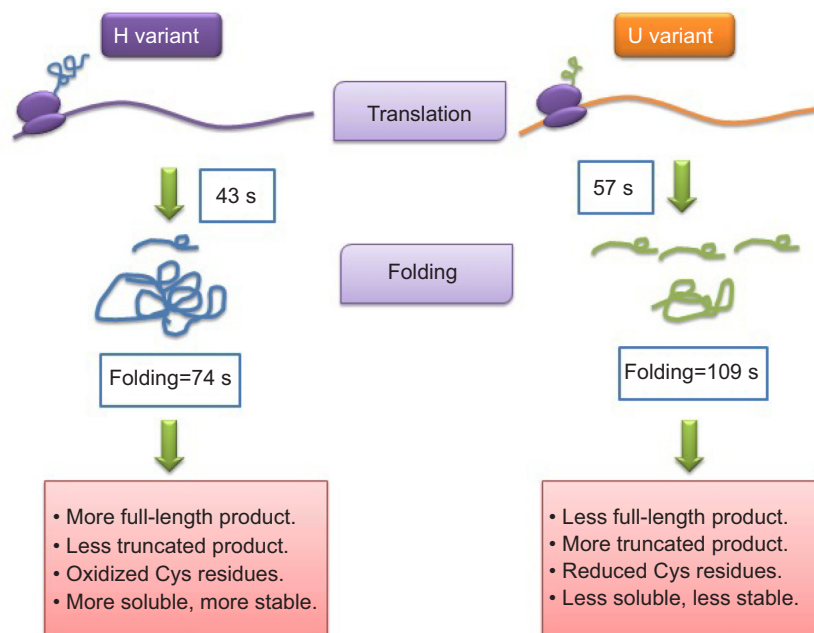 H variant
U variant
Translation
43 s
57 s
Folding
Folding=74 s
Folding=109 s
• More full-length product.
• Less truncated product.
• Oxidized Cys residues.
• More soluble, more stable.
• Less full-length product.
• More truncated product.
• Reduced Cys residues.
• Less soluble, less stable.